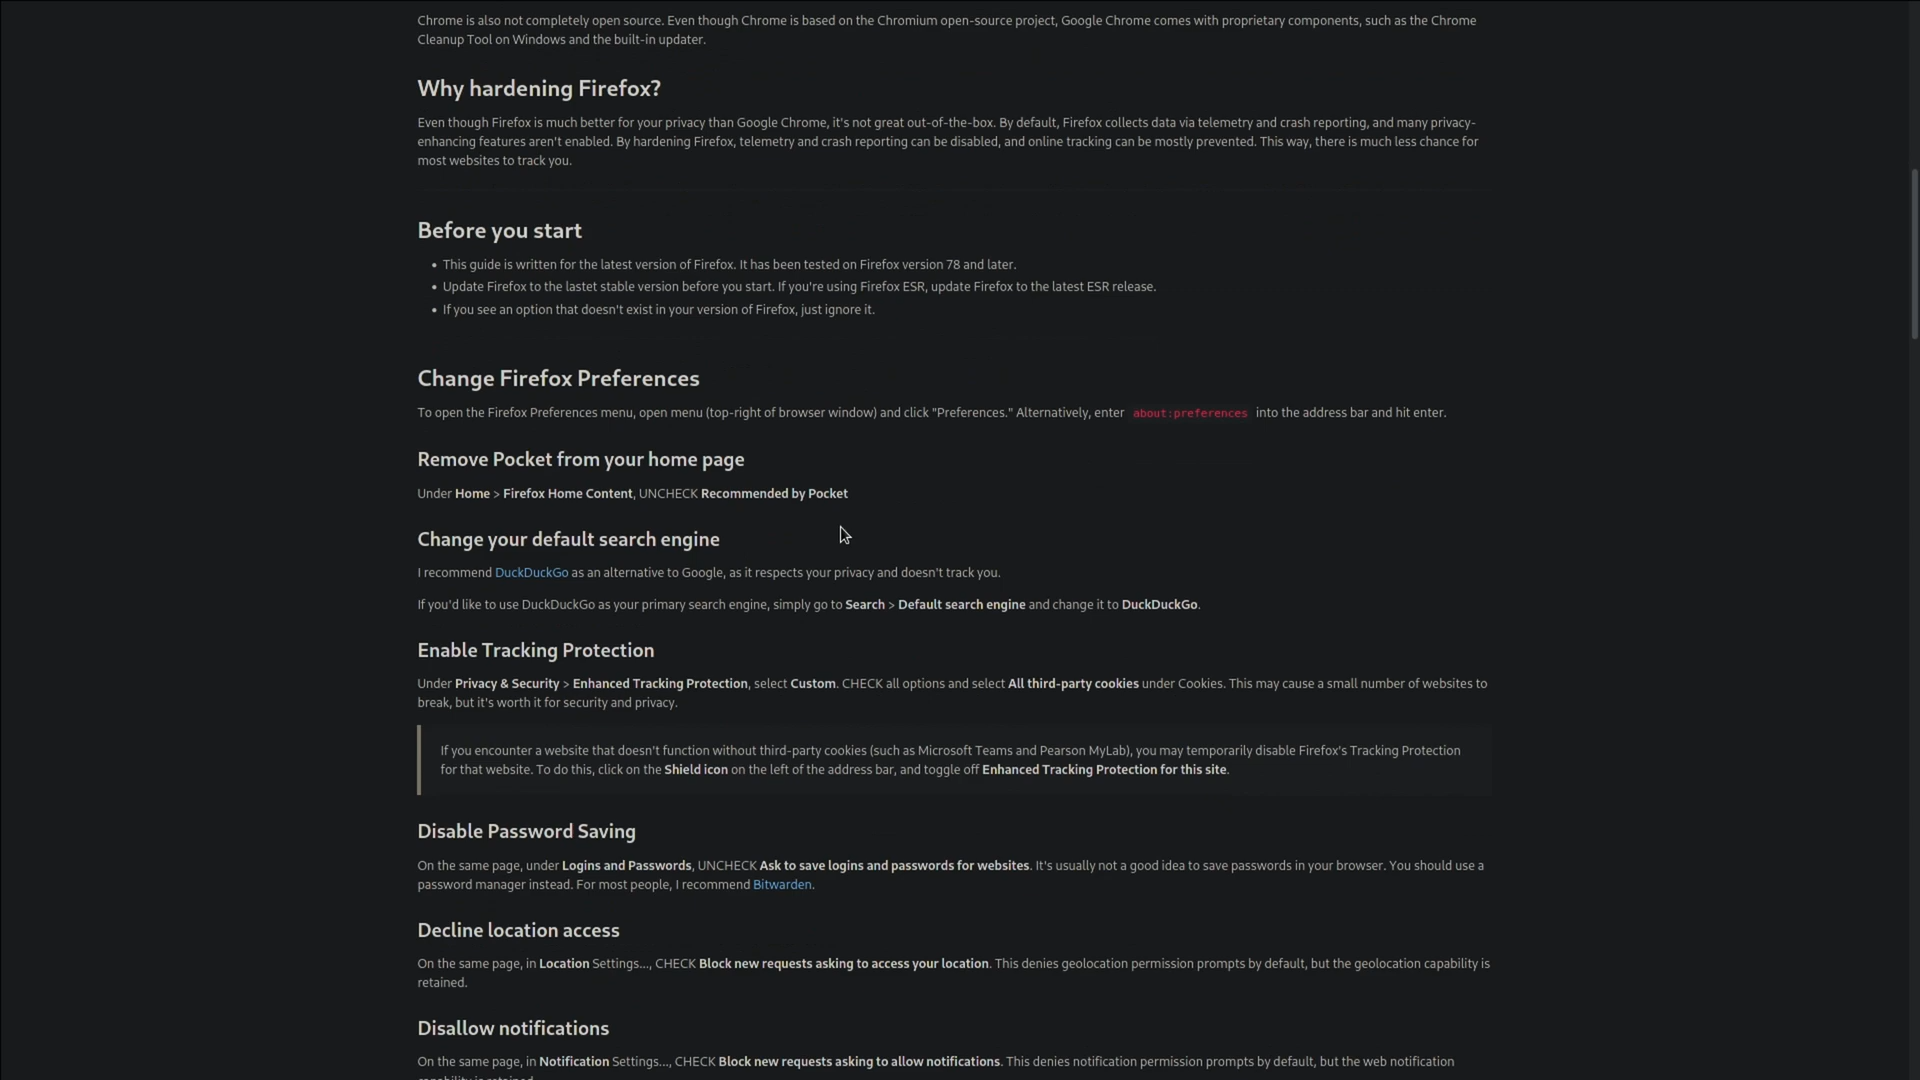 Chrome is also not completely open source. Even though Chrome is based on the Chromium open-source project, Google Chrome comes with proprietary components, such as the Chrome
Cleanup Tool on Windows and the built-in updater.
Why hardening Firefox?
Even though Firefox is much better for your privacy than Google Chrome, it's not great out-of-the-box. By default, Firefox collects data via telemetry and crash reporting, and many privacy-
enhancing features aren't enabled. By hardening Firefox, telemetry and crash reporting can be disabled, and online tracking can be mostly prevented. This way, there is much less chance for
most websites to track you.
Before you start
• This guide is written for the latest version of Firefox. It has been tested on Firefox version 78 and later.
• Update Firefox to the lastet stable version before you start. If you're using Firefox ESR, update Firefox to the latest ESR release.
• If you see an option that doesn't exist in your version of Firefox, just ignore it.
Change Firefox Preferences
To open the Firefox Preferences menu, open menu (top-right of browser window) and click "Preferences." Alternatively, enter about:preferences into the address bar and hit enter.
Remove Pocket from your home page
Under Home > Firefox Home Content, UNCHECK Recommended by Pocket
Change your default search engine
I recommend DuckDuckGo as an alternative to Google, as it respects your privacy and doesn't track you.
If you'd like to use DuckDuckGo as your primary search engine, simply go to Search > Default search engine and change it to DuckDuckGo.
Enable Tracking Protection
Under Privacy & Security > Enhanced Tracking Protection, select Custom. CHECK all options and select All third-party cookies under Cookies. This may cause a small number of websites to
break, but it's worth it for security and privacy.
If you encounter a website that doesn't function without third-party cookies (such as Microsoft Teams and Pearson MyLab), you may temporarily disable Firefox's Tracking Protection
for that website. To do this, click on the Shield icon on the left of the address bar, and toggle off Enhanced Tracking Protection for this site.
Disable Password Saving
On the same page, under Logins and Passwords, UNCHECK Ask to save logins and passwords for websites. It's usually not a good idea to save passwords in your browser. You should use a
password manager instead. For most people, I recommend Bitwarden.
Decline location access
On the same page, in Location Settings..., CHECK Block new requests asking to access your location. This denies geolocation permission prompts by default, but the geolocation capability is
retained.
Disallow notifications
On the same page, in Notification Settings..., CHECK Block new requests asking to allow notifications. This denies notification permission prompts by default, but the web notification